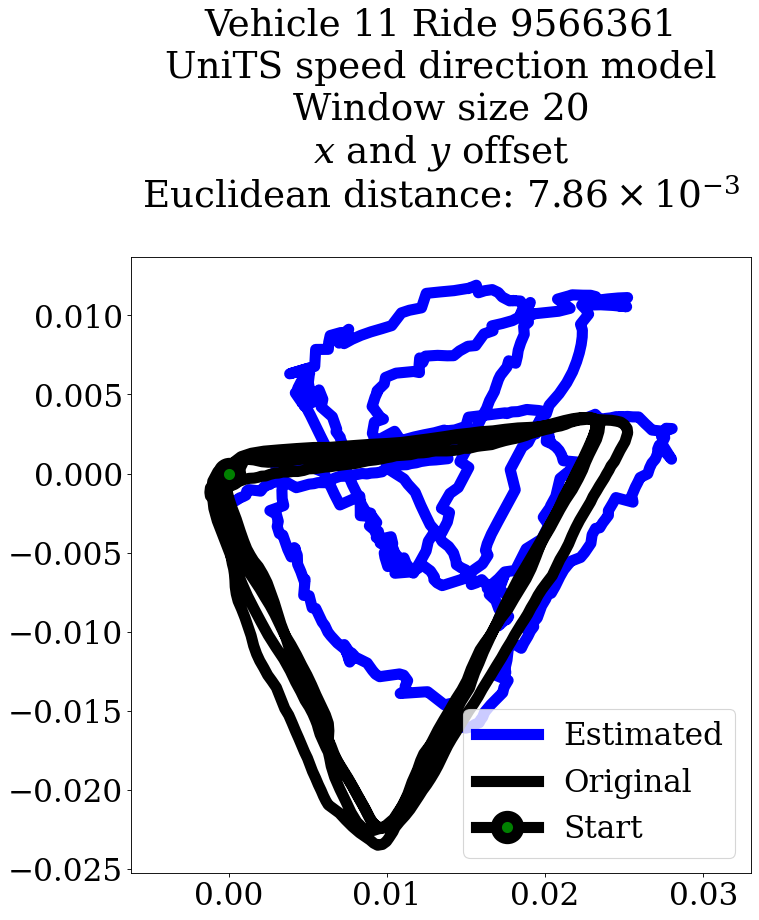 Vehicle 11 Ride 9566361
UniTS speed direction model
Window size 20
x and y offset
Euclidean distance: 7.86 × 10⁻³
0.010
0.005
0.000
−0.005
−0.010
−0.015
−0.020
−0.025
Estimated
Original
Start
0.00 0.01 0.02 0.03